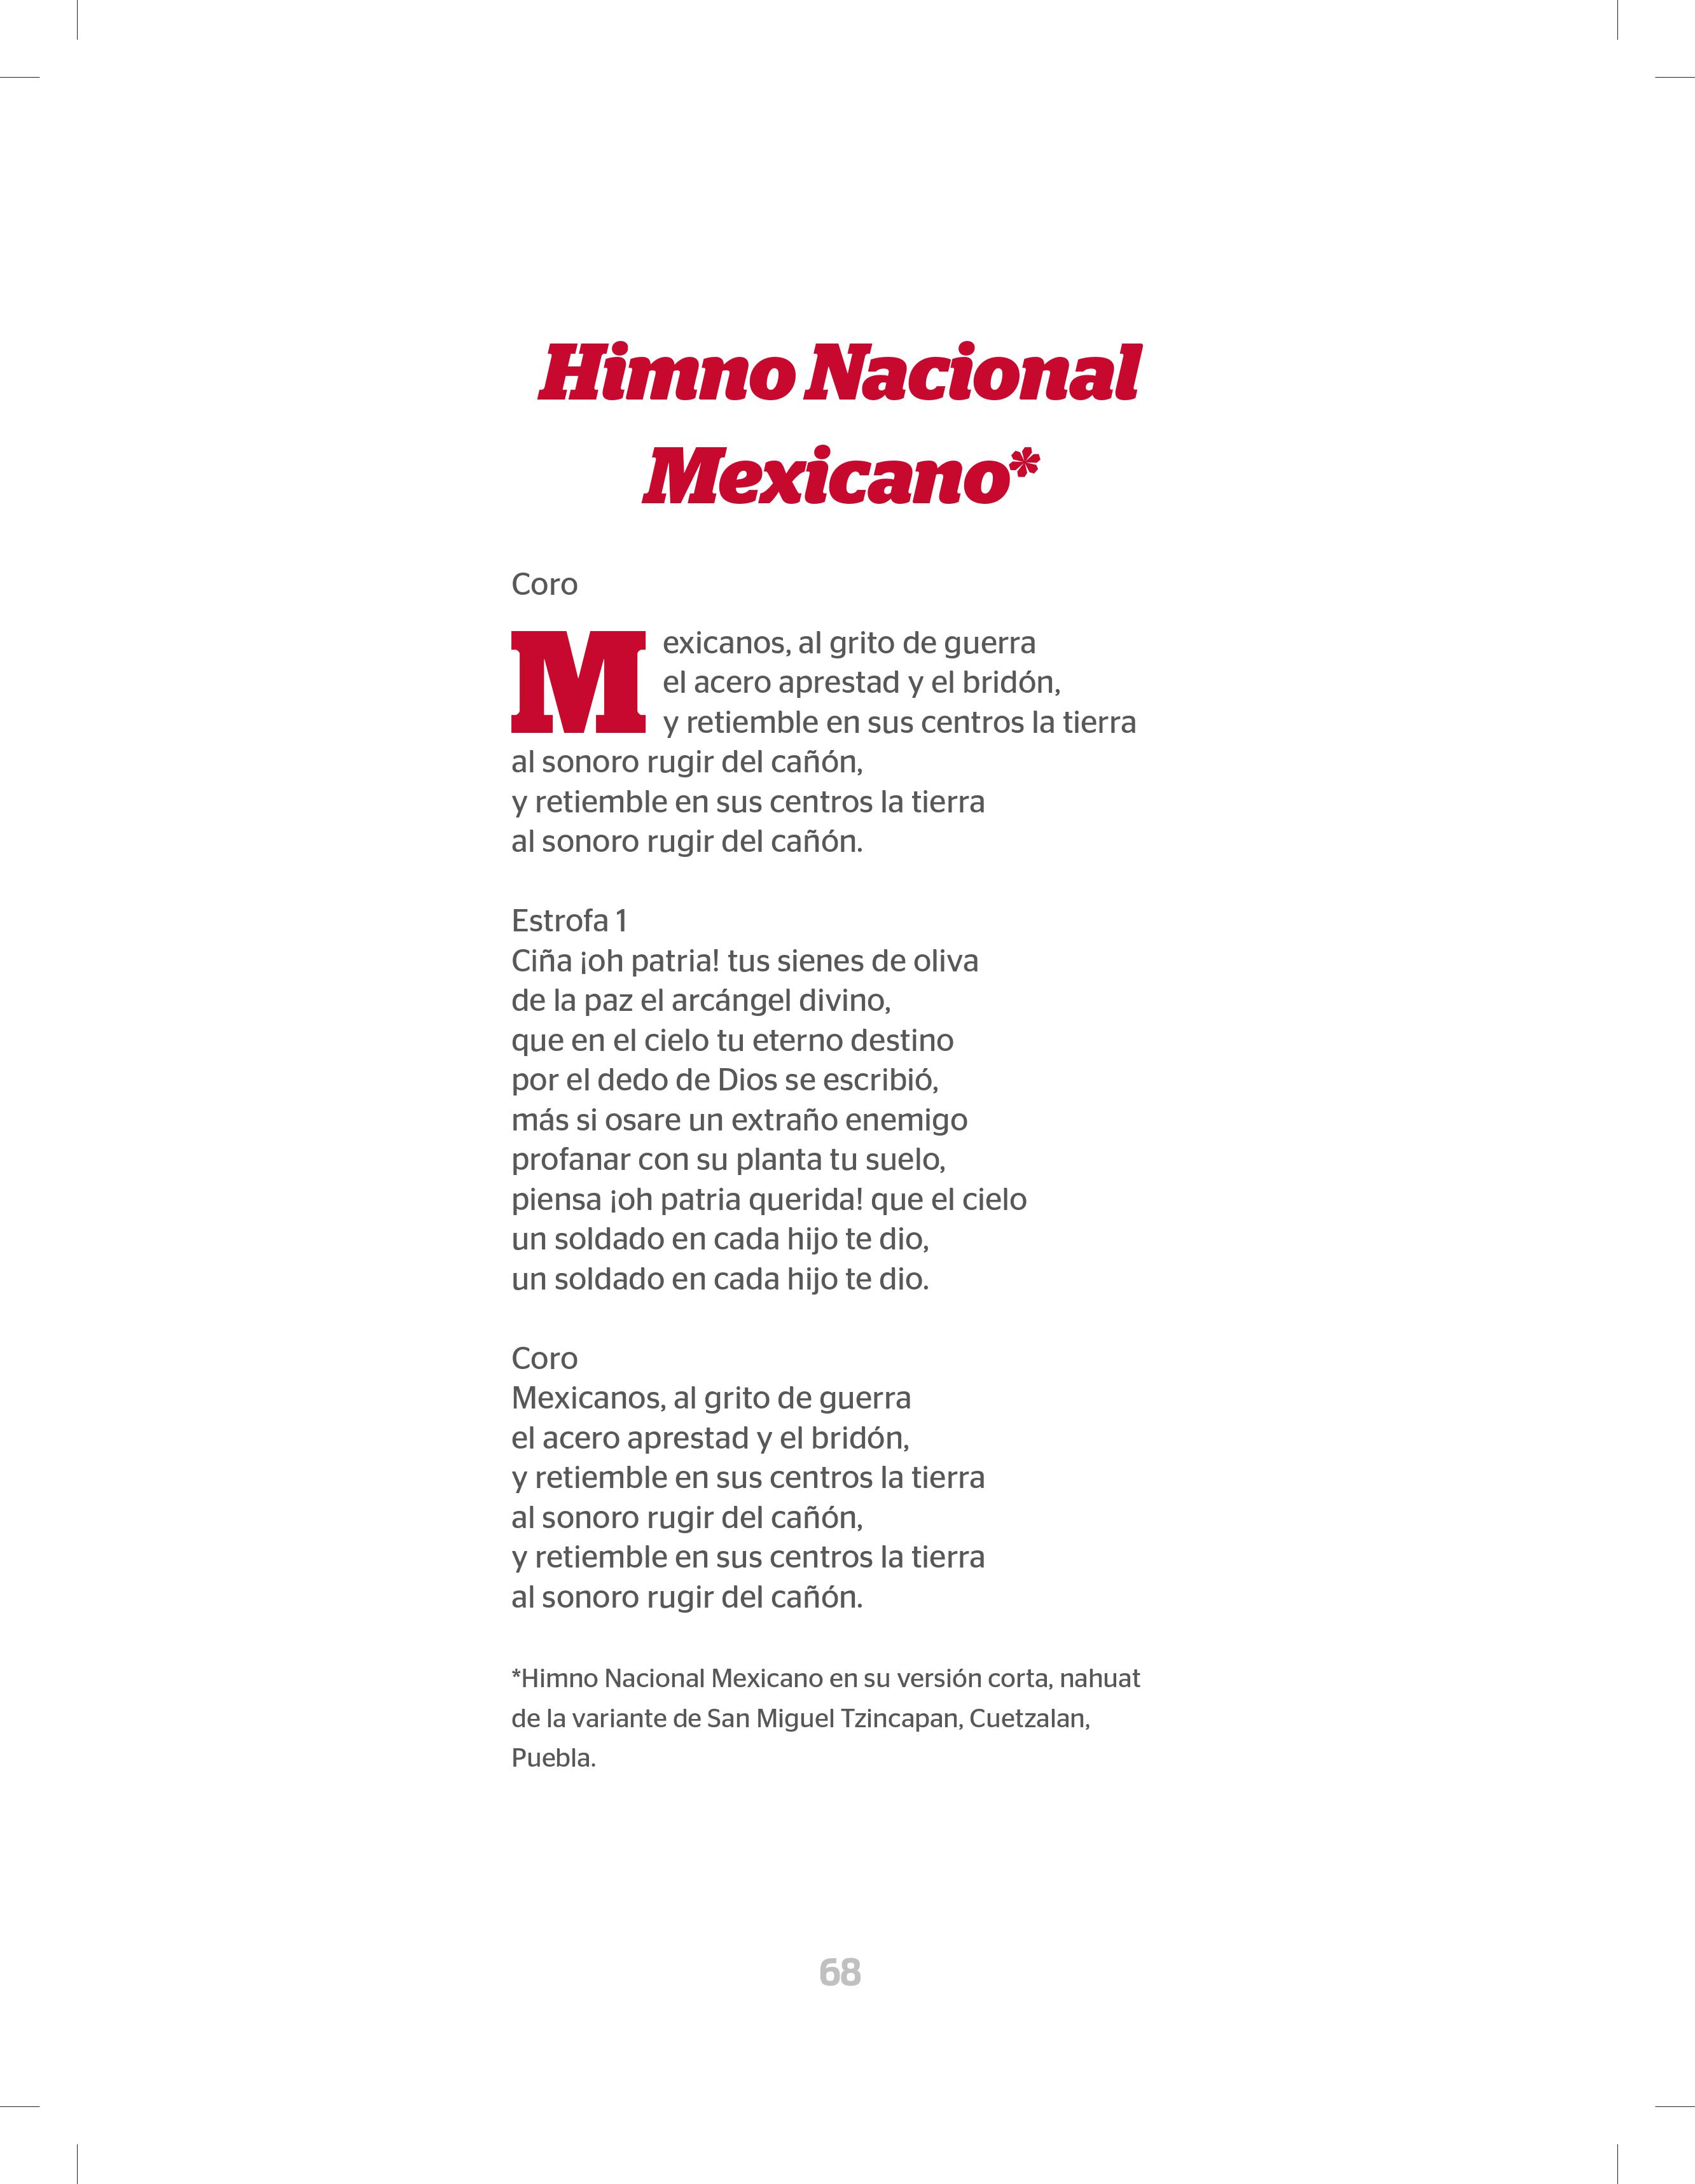 Himno Nacional
Mexicano*
Coro
Mexicanos, al grito de guerra
el acero aprestad y el bridón,
y retiemble en sus centros la tierra
al sonoro rugir del cañón,
y retiemble en sus centros la tierra
al sonoro rugir del cañón.
Estrofa 1
Ciña ¡oh patria! tus sienes de oliva
de la paz el arcángel divino,
que en el cielo tu eterno destino
por el dedo de Dios se escribió,
más si osare un extraño enemigo
profanar con su planta tu suelo,
piensa ¡oh patria querida! que el cielo
un soldado en cada hijo te dio,
un soldado en cada hijo te dio.
Coro
Mexicanos, al grito de guerra
el acero aprestad y el bridón,
y retiemble en sus centros la tierra
al sonoro rugir del cañón,
y retiemble en sus centros la tierra
al sonoro rugir del cañón.
*Himno Nacional Mexicano en su versión corta, nahuat
de la variante de San Miguel Tzincapan, Cuetzalan,
Puebla.
68